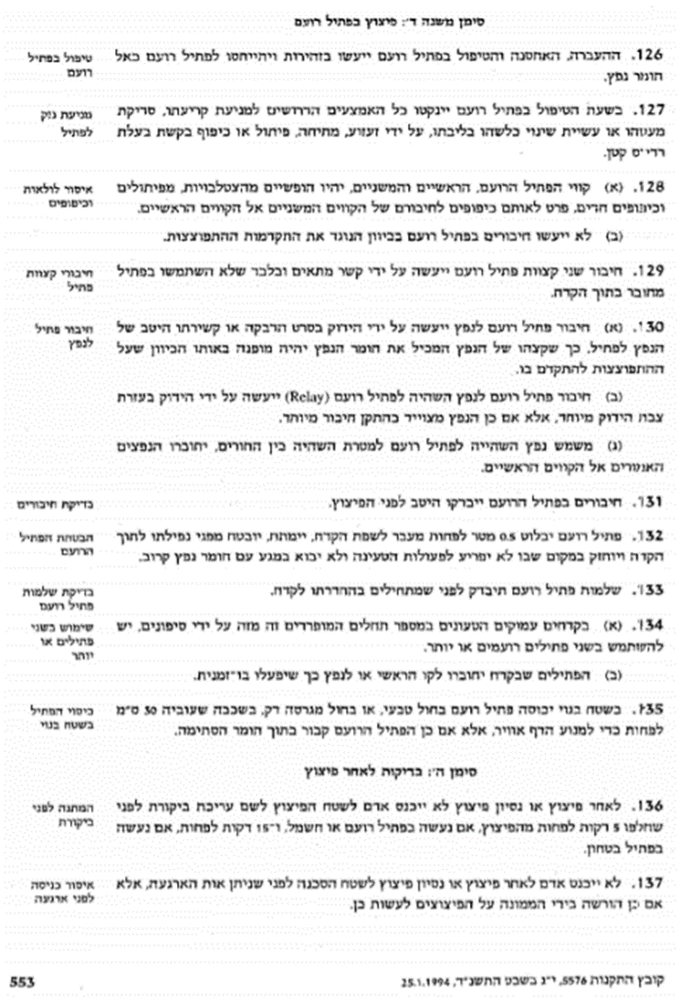 סימן משנה ד׳: פיצוץ בפתיל רועם
126. ההעברה, האחסנה והטיפול בפתיל רועם ייעשו בזהירות ויתייחסו לפתיל רועם כאל
חומר נפץ.
טיפול בפתיל
רועם
127. בשעת הטיפול בפתיל רועם יינקטו כל האמצעים הדרושים למניעת קריעתו, סדיקת
מעטהו או עשיית שינוי כלשהו בליבתו, על ידי זעזוע, מתיחה, פיתול או כיפוף בקשת בעלת
רדיוס קטן.
מניעת נזק
לפתיל
128. (א) קווי הפתיל הרועם, הראשיים והמשניים, יהיו חופשיים מהצטלבויות, מפיתולים
וכיפופים חדים, פרט לאותם כיפופים לחיבורם של הקווים המשניים אל הקווים הראשיים.
(ב) לא ייעשו חיבורים בפתיל רועם בכיוון הנוגד את התקדמות ההתפוצצות.
איסור לולאות
וכיפופים
129. חיבור שני קצוות פתיל רועם ייעשה על ידי קשר מתאים ובלבד שלא השתמשו בפתיל
מחובר בתוך הקדח.
חיבורי קצוות
פתיל
130. (א) חיבור פתיל רועם לנפץ ייעשה על ידי הידוק בסרט הדבקה או קשירתו היטב של
הנפץ לפתיל, כך שקצהו של הנפץ המכיל את חומר הנפץ יהיה מופנה באותו הכיוון שעל
ההתפוצצות להתקדם בו.
(ב) חיבור פתיל רועם לנפץ השהיה לפתיל רועם (Relay) ייעשה על ידי הידוק בעזרת
צבת הידוק מיוחד, אלא אם כן הנפץ מצוייד בהתקן חיבור מיוחד.
(ג) משמש נפץ השהייה לפתיל רועם למטרת השהיה בין החורים, יחוברו הנפצים
האמורים אל הקווים הראשיים.
חיבור פתיל
לנפץ
131. חיבורים בפתיל הרועם ייבדקו היטב לפני הפיצוץ.
בדיקת חיבורים
132. פתיל רועם יבלוט 0.5 מטר לפחות מעבר לשפת הקדח, יימתח, יובטח מפני נפילתו לתוך
הקדח ויוחזק במקום שבו לא יפריע לפעולות הטעינה ולא יבוא במגע עם חומר נפץ קרוב.
הבטחת הפתיל
הרועם
133. שלמות פתיל רועם תיבדק לפני שמתחילים בהחדרתו לקדח.
בדיקת שלמות
פתיל רועם
134. (א) בקדחים עמוקים הטעונים במספר תחלים המופרדים זה מזה על ידי סיפונים, יש
להשתמש בשני פתילים רועמים או יותר.
(ב) הפתילים שבקדח יחוברו לקו הראשי או לנפץ כך שיפעלו בו־זמנית.
שימוש בשני
פתילים או
יותר
135. בשטח בנוי יכוסה פתיל רועם בחול טבעי, או בחול מגרסה דק, בשכבה שעוביה 30 ס״מ
לפחות כדי למנוע הדף אוויר, אלא אם כן הפתיל הרועם קבור בתוך חומר הסתימה.
כיסוי הפתיל
בשטח בנוי
סימן ה׳: בדיקות לאחר פיצוץ
136. לאחר פיצוץ או נסיון פיצוץ לא ייכנס אדם לשטח הפיצוץ לשם עריכת ביקורת לפני
שחלפו 5 דקות לפחות מהפיצוץ, אם נעשה בפתיל רועם או חשמל, ו־15 דקות לפחות, אם נעשה
בפתיל בטחון.
המתנה לפני
ביקורת
137. לא ייכנס אדם לאחר פיצוץ או נסיון פיצוץ לשטח הסכנה לפני שניתן אות הארגעה, אלא
אם כן הורשה בידי הממונה על הפיצוצים לעשות כן.
איסור כניסה
לפני ארגעה
קובץ התקנות 5576, י״ג בשבט התשנ״ד, 25.1.1994
553